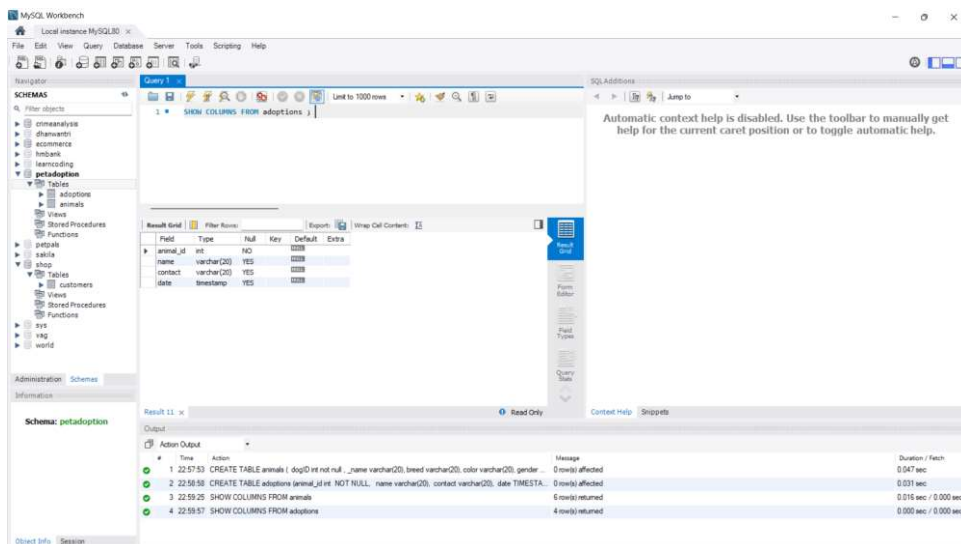 MySQL Workbench
Local instance MySQL80 ×
File Edit View Query Database Server Tools Scripting Help
Navigator
SCHEMAS
Filter objects
crimeanalysis
dhanwantri
ecommerce
hmbank
learncoding
petadoption
Tables
adoptions
animals
Views
Stored Procedures
Functions
petpals
sakila
shop
Tables
customers
Views
Stored Procedures
Functions
sys
vag
world
Administration Schemas
Information
Schema: petadoption
Object Info Session
Query 1 ×
Limit to 1000 rows
1 SHOW COLUMNS FROM adoptions ;
Result Grid Filter Rows: Export: Wrap Cell Content:
Field Type Null Key Default Extra
animal_id int NO NULL
name varchar(20) YES NULL
contact varchar(20) YES NULL
date timestamp YES NULL
Result Grid
Form Editor
Field Types
Query Stats
Result 11 × Read Only
SQLAdditions
Jump to
Automatic context help is disabled. Use the toolbar to manually get
help for the current caret position or to toggle automatic help.
Context Help Snippets
Output
Action Output
# Time Action Message Duration / Fetch
1 22:57:53 CREATE TABLE animals ( dogID int not null , _name varchar(20), breed varchar(20), color varchar(20), gender ... 0 row(s) affected 0.047 sec
2 22:58:58 CREATE TABLE adoptions (animal_id int NOT NULL, name varchar(20), contact varchar(20), date TIMESTA... 0 row(s) affected 0.031 sec
3 22:59:25 SHOW COLUMNS FROM animals 6 row(s) returned 0.016 sec / 0.000 sec
4 22:59:57 SHOW COLUMNS FROM adoptions 4 row(s) returned 0.000 sec / 0.000 sec